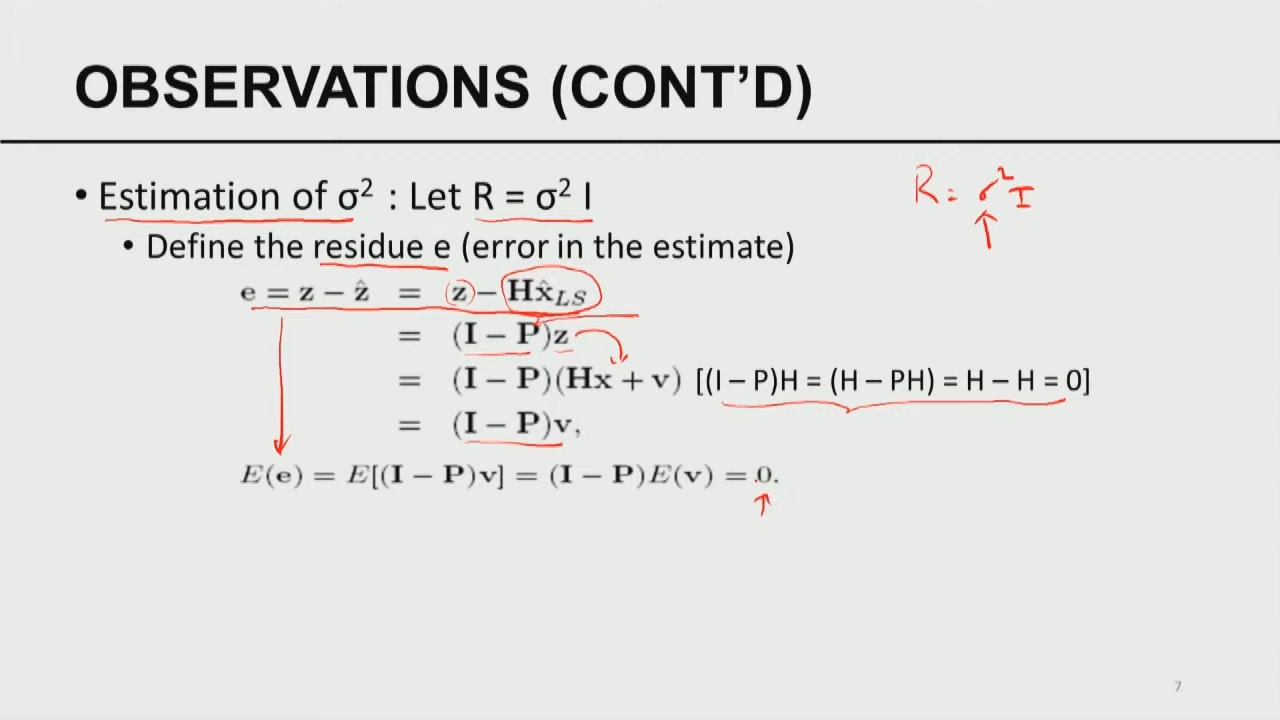 OBSERVATIONS (CONT’D)
• Estimation of σ² : Let R = σ² I
R = σ² I
• Define the residue e (error in the estimate)
e = z − ẑ = z − Hx̂_LS
= (I − P)z
= (I − P)(Hx + v) [(I – P)H = (H – PH) = H – H = 0]
= (I − P)v,
E(e) = E[(I − P)v] = (I − P)E(v) = 0.
7